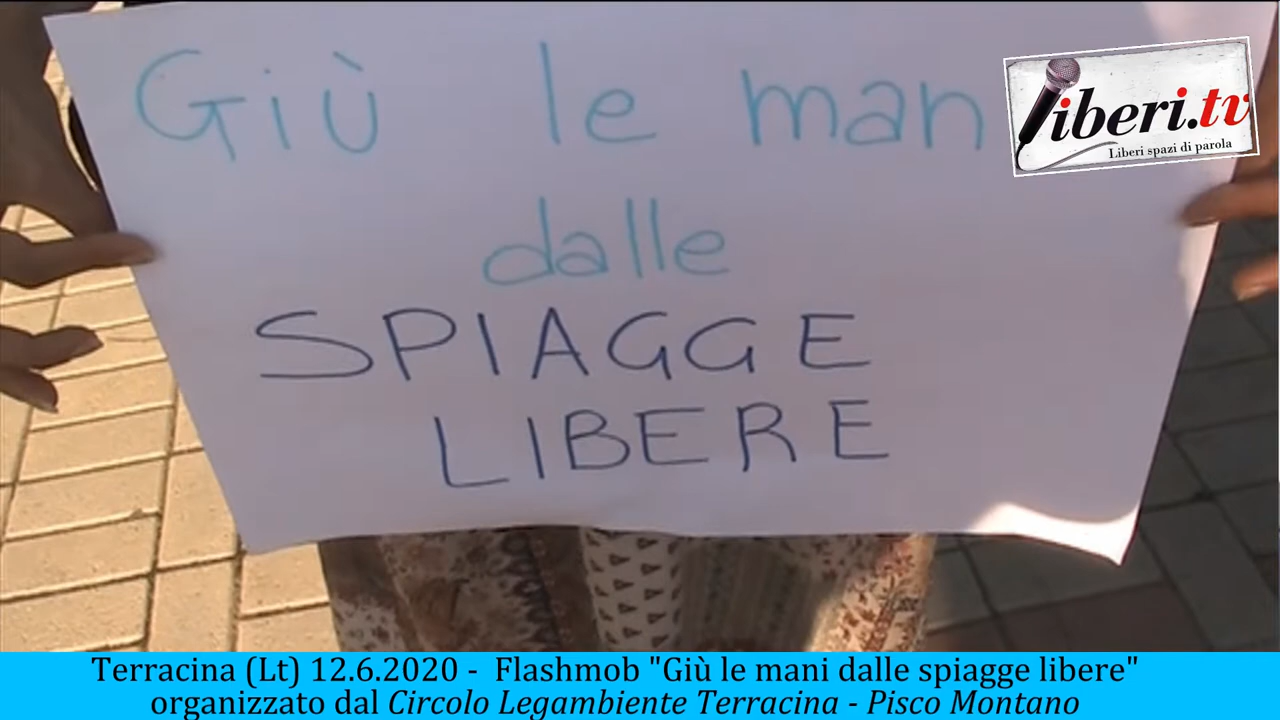 Giù le man
dalle
SPIAGGE
LIBERE
liberi.tv
Liberi spazi di parola
Terracina (Lt) 12.6.2020 - Flashmob "Giù le mani dalle spiagge libere"
organizzato dal Circolo Legambiente Terracina - Pisco Montano